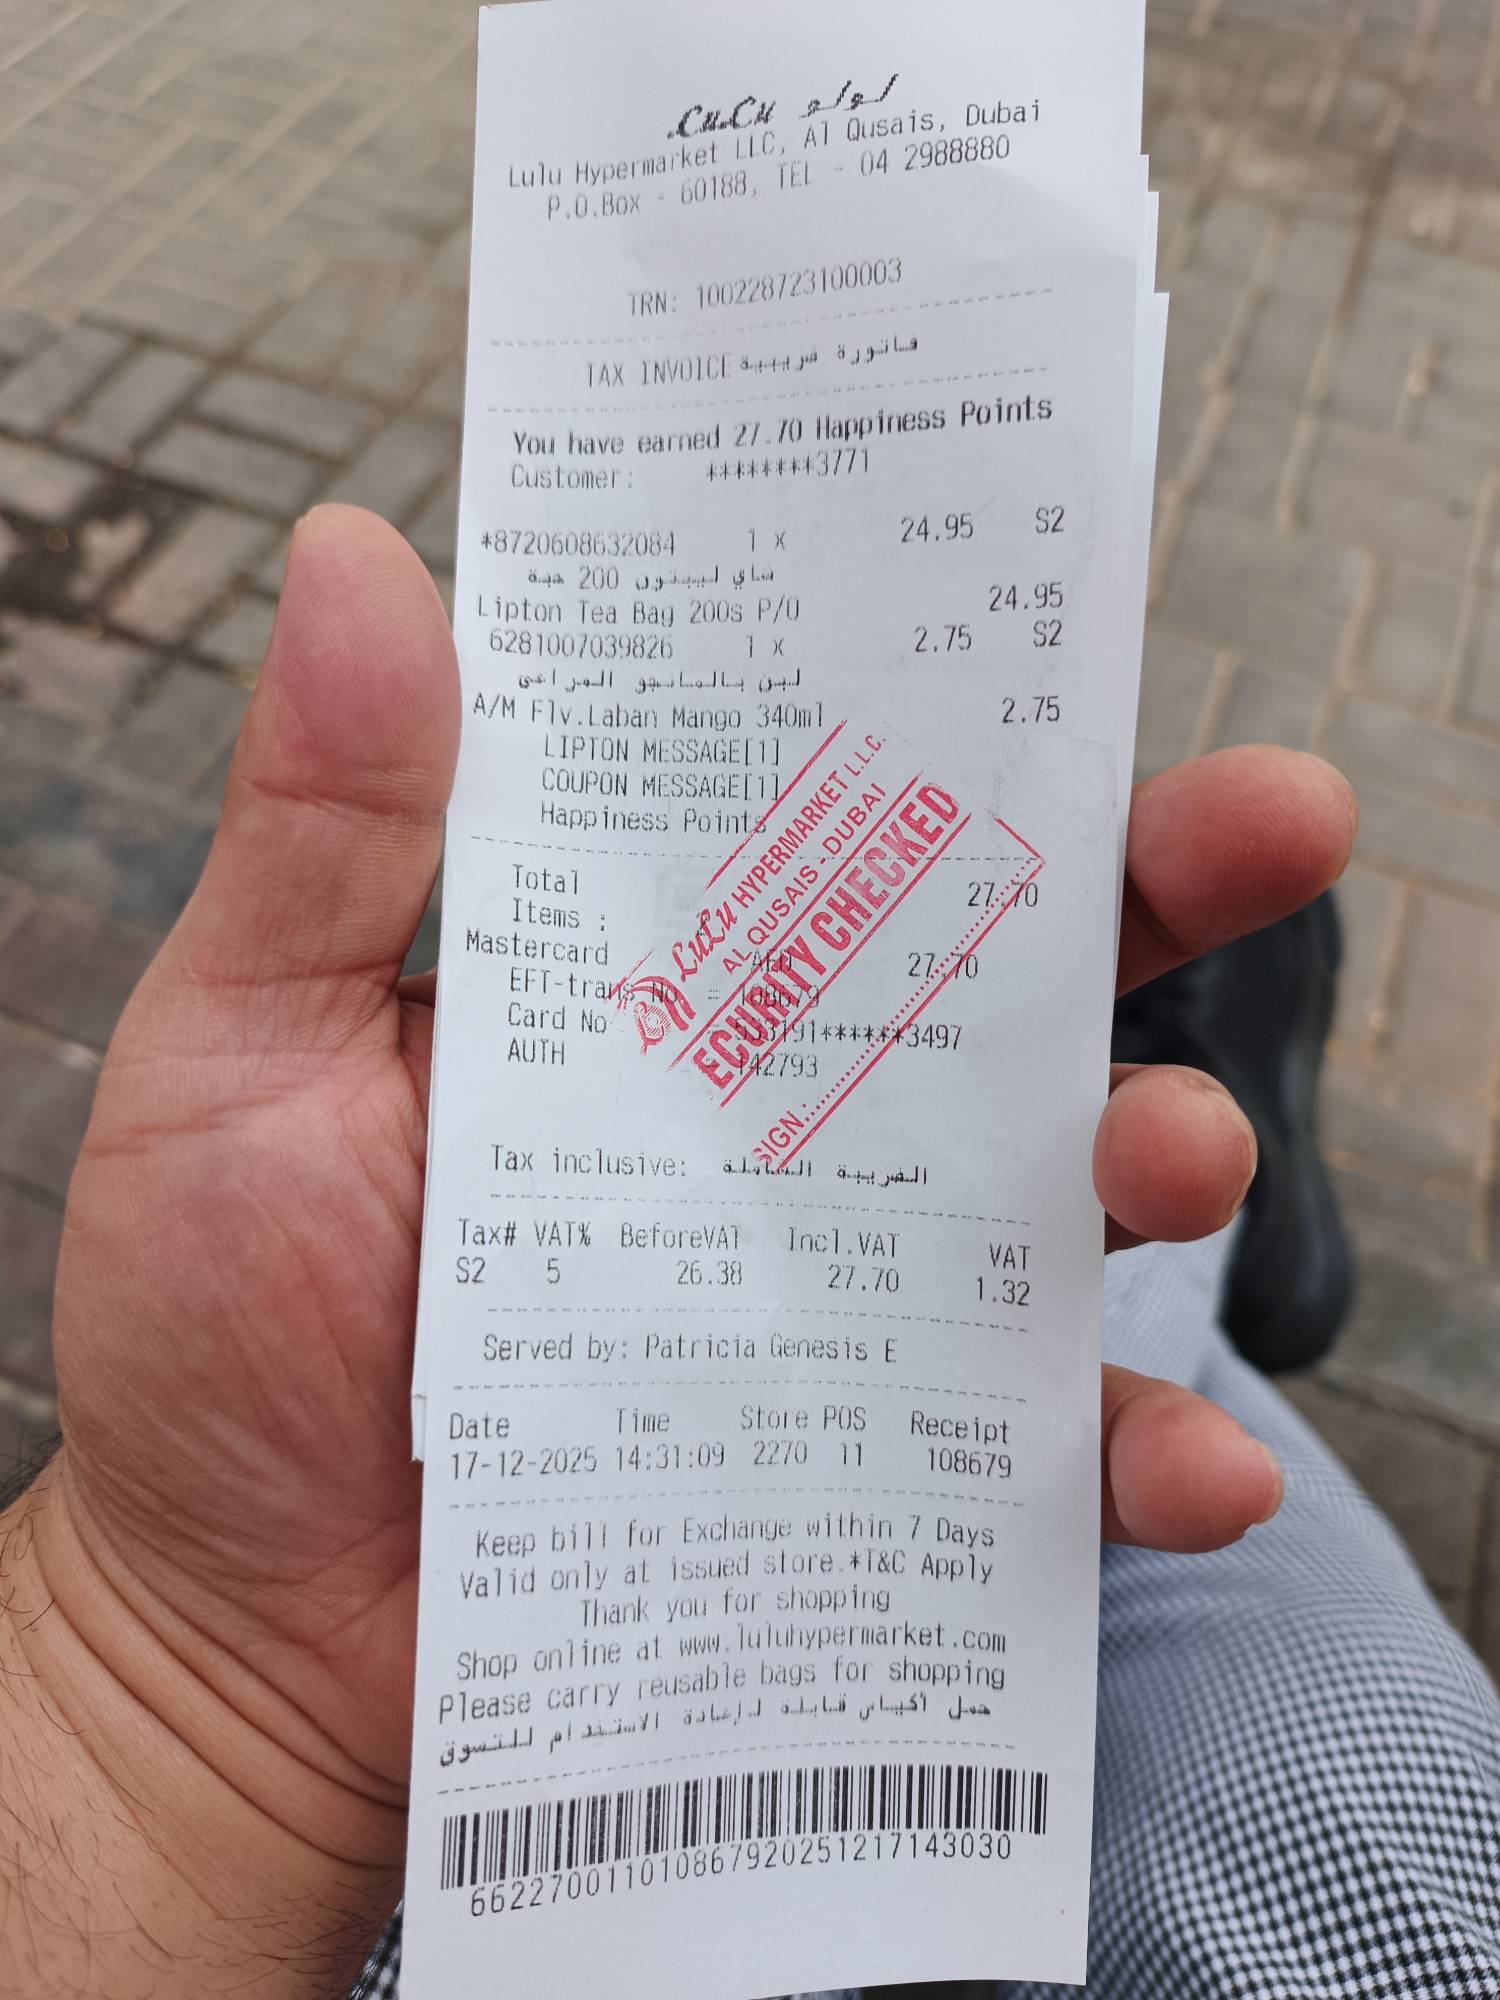 LuLu لولو
Lulu Hypermarket LLC, Al Qusais, Dubai
P.O.Box - 60188, TEL - 04 2988880
TRN: 100228723100003
TAX INVOICE فاتورة ضريبية
You have earned 27.70 Happiness Points
Customer: ********3771
*8720608632084 1 x 24.95 S2
شاي ليبتون 200 حبة
Lipton Tea Bag 200s P/O 24.95
6281007039826 1 x 2.75 S2
لبن بالمانجو المراعى
A/M Flv.Laban Mango 340ml 2.75
LIPTON MESSAGE[1]
COUPON MESSAGE[1]
Happiness Points
Total 27.70
Items :
Mastercard AED 27.70
EFT-trans No = 108679
Card No 3191******3497
AUTH 142793
LuLu HYPERMARKET L.L.C.
AL QUSAIS - DUBAI
ECURITY CHECKED
SIGN.:
Tax inclusive: الضريبة الشاملة
Tax# VAT% BeforeVAT Incl.VAT VAT
S2 5 26.38 27.70 1.32
Served by: Patricia Genesis E
Date Time Store POS Receipt
17-12-2025 14:31:09 2270 11 108679
Keep bill for Exchange within 7 Days
Valid only at issued store.*T&C Apply
Thank you for shopping
Shop online at www.luluhypermarket.com
Please carry reusable bags for shopping
حمل أكياس قابلة لإعادة الاستخدام للتسوق
66227001101086792025121714​3030